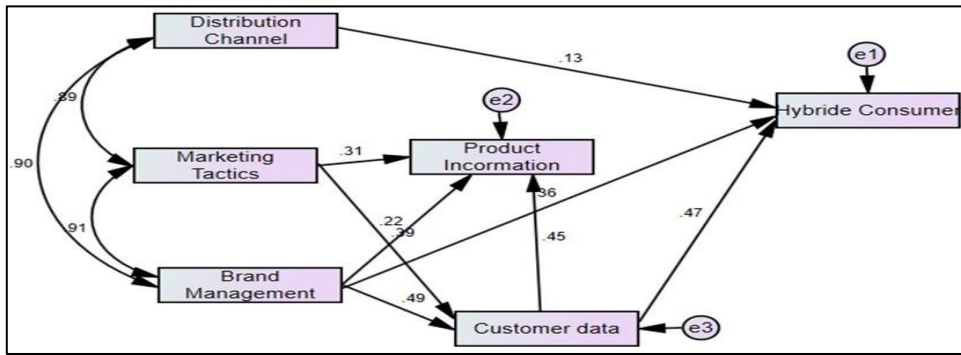 Distribution
Channel
.13
e1
Hybride Consumer
e2
.89
Product
Incormation
.31
Marketing
Tactics
.90
.36
.22
.39
.47
.45
.91
Brand
Management
.49
Customer data
e3